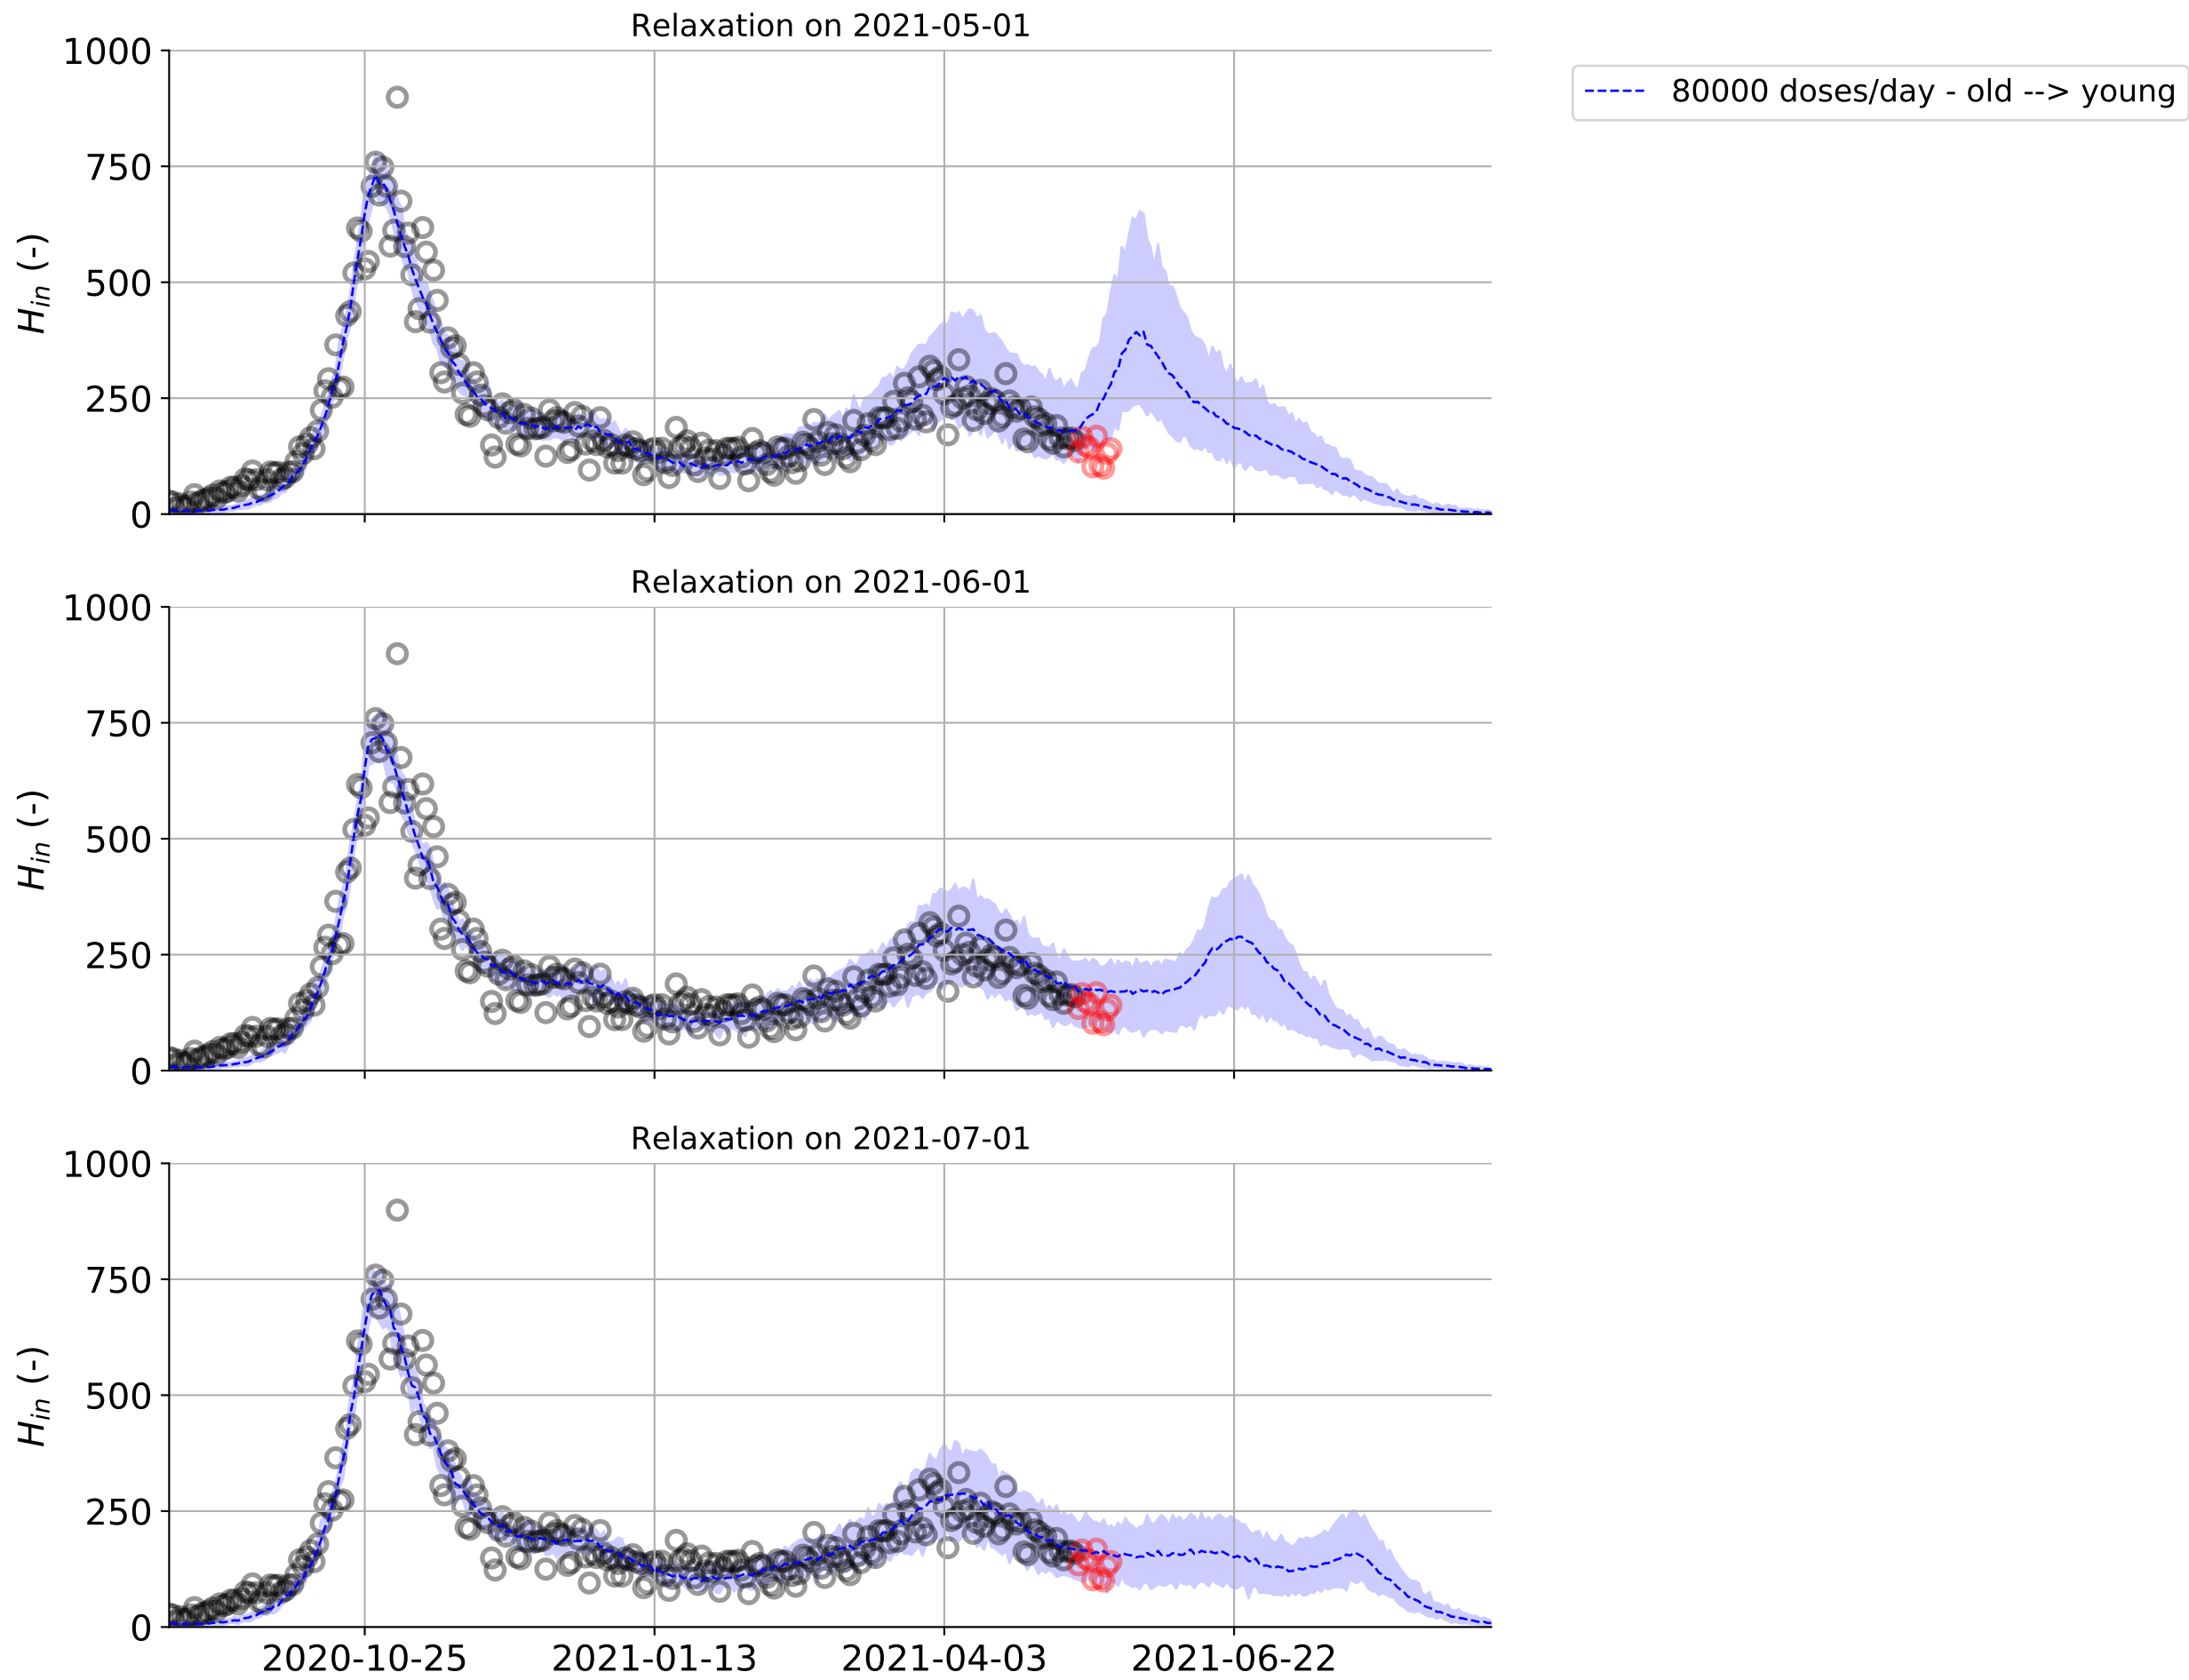 Relaxation on 2021-05-01
1000
750
500
250
0
H_in (-)
80000 doses/day - old --> young
Relaxation on 2021-06-01
1000
750
500
250
0
H_in (-)
Relaxation on 2021-07-01
1000
750
500
250
0
H_in (-)
2020-10-25 2021-01-13 2021-04-03 2021-06-22